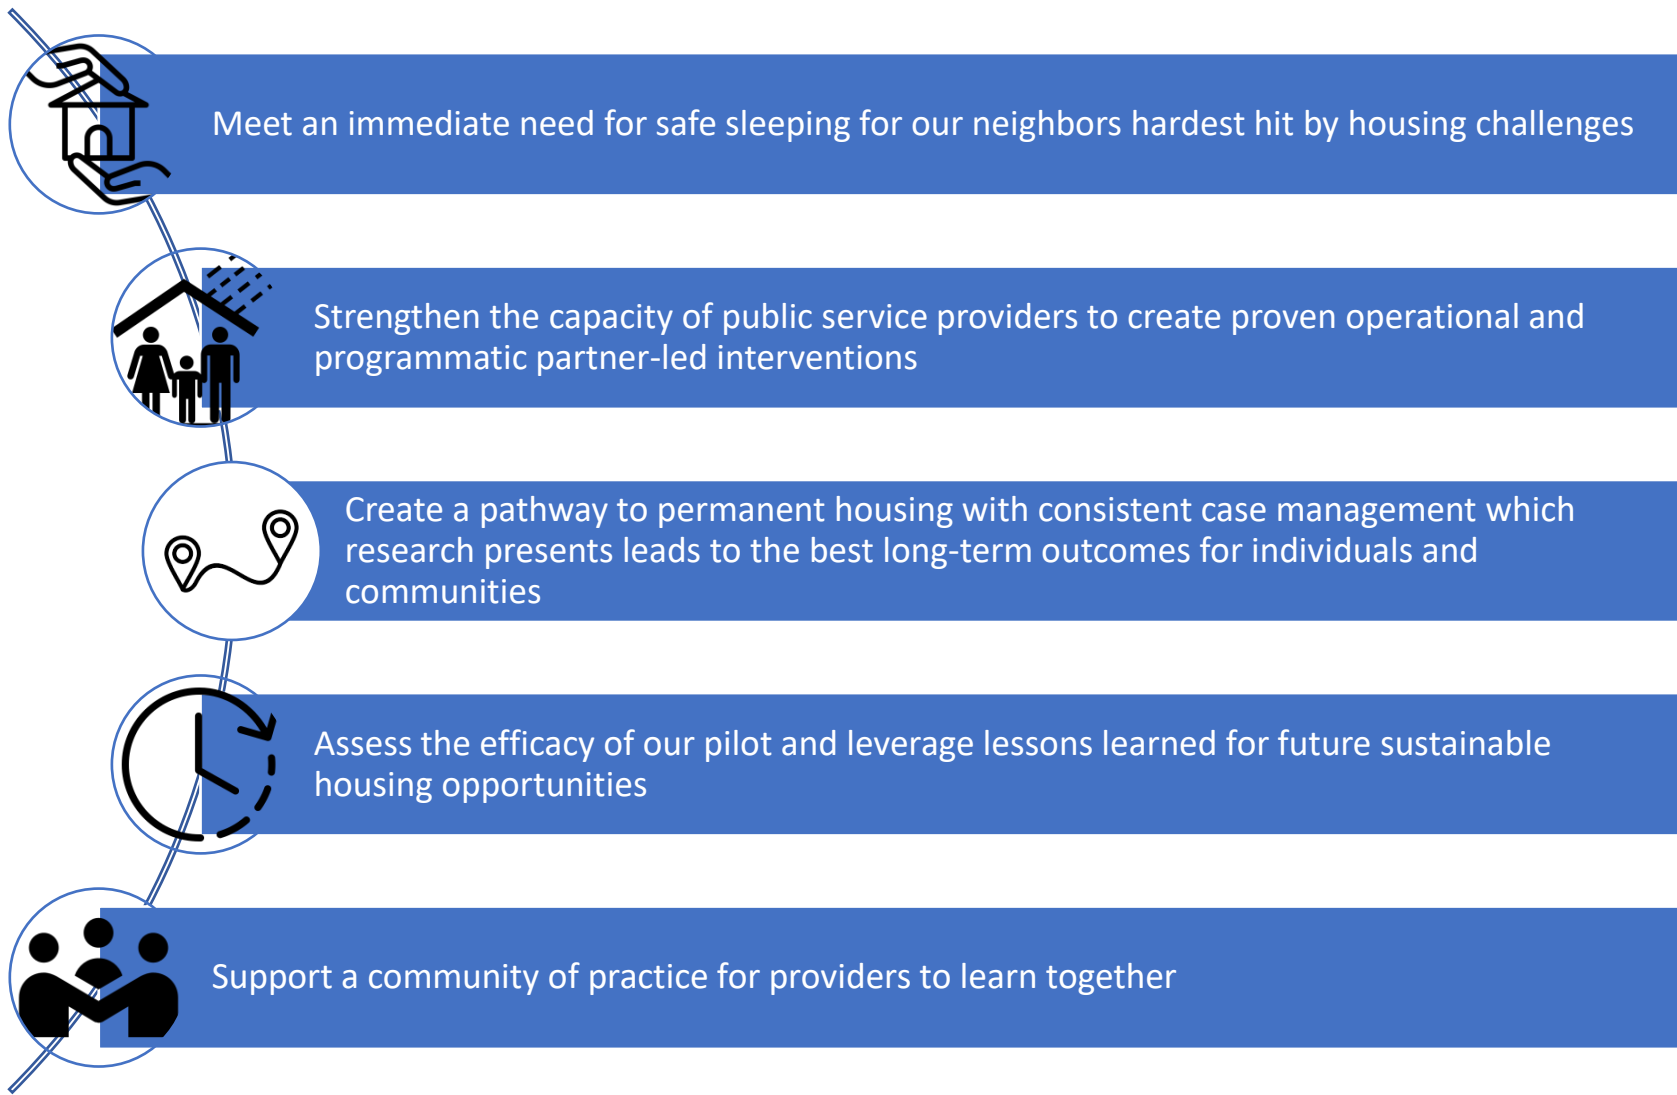 Meet an immediate need for safe sleeping for our neighbors hardest hit by housing challenges
Strengthen the capacity of public service providers to create proven operational and
programmatic partner-led interventions
Create a pathway to permanent housing with consistent case management which
research presents leads to the best long-term outcomes for individuals and
communities
Assess the efficacy of our pilot and leverage lessons learned for future sustainable
housing opportunities
Support a community of practice for providers to learn together